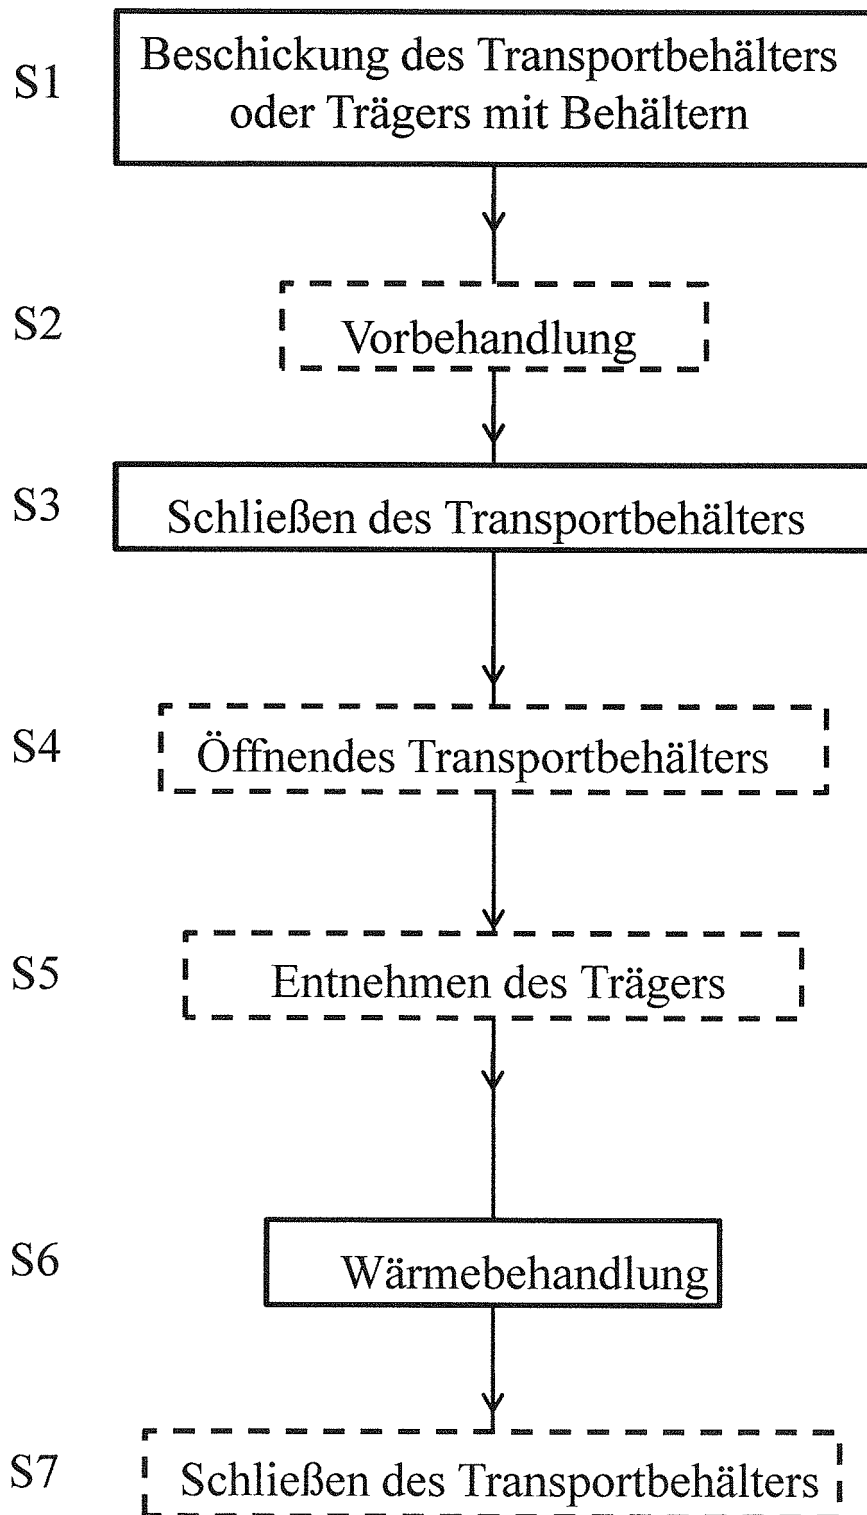 S1
Beschickung des Transportbehälters
oder Trägers mit Behältern
S2
Vorbehandlung
S3
Schließen des Transportbehälters
S4
Öffnendes Transportbehälters
S5
Entnehmen des Trägers
S6
Wärmebehandlung
S7
Schließen des Transportbehälters